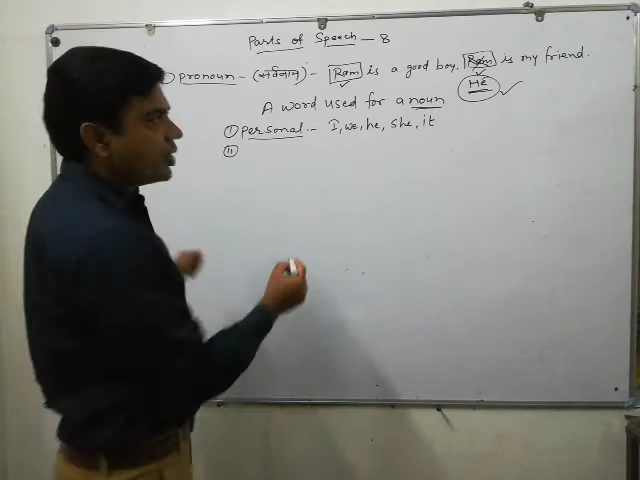 Parts of Speech - 8
Pronoun - (सर्वनाम) - Ram is a good boy. Ram is my friend.
He
A word used for a noun
(i) Personal - I, we, he, she, it
(ii)